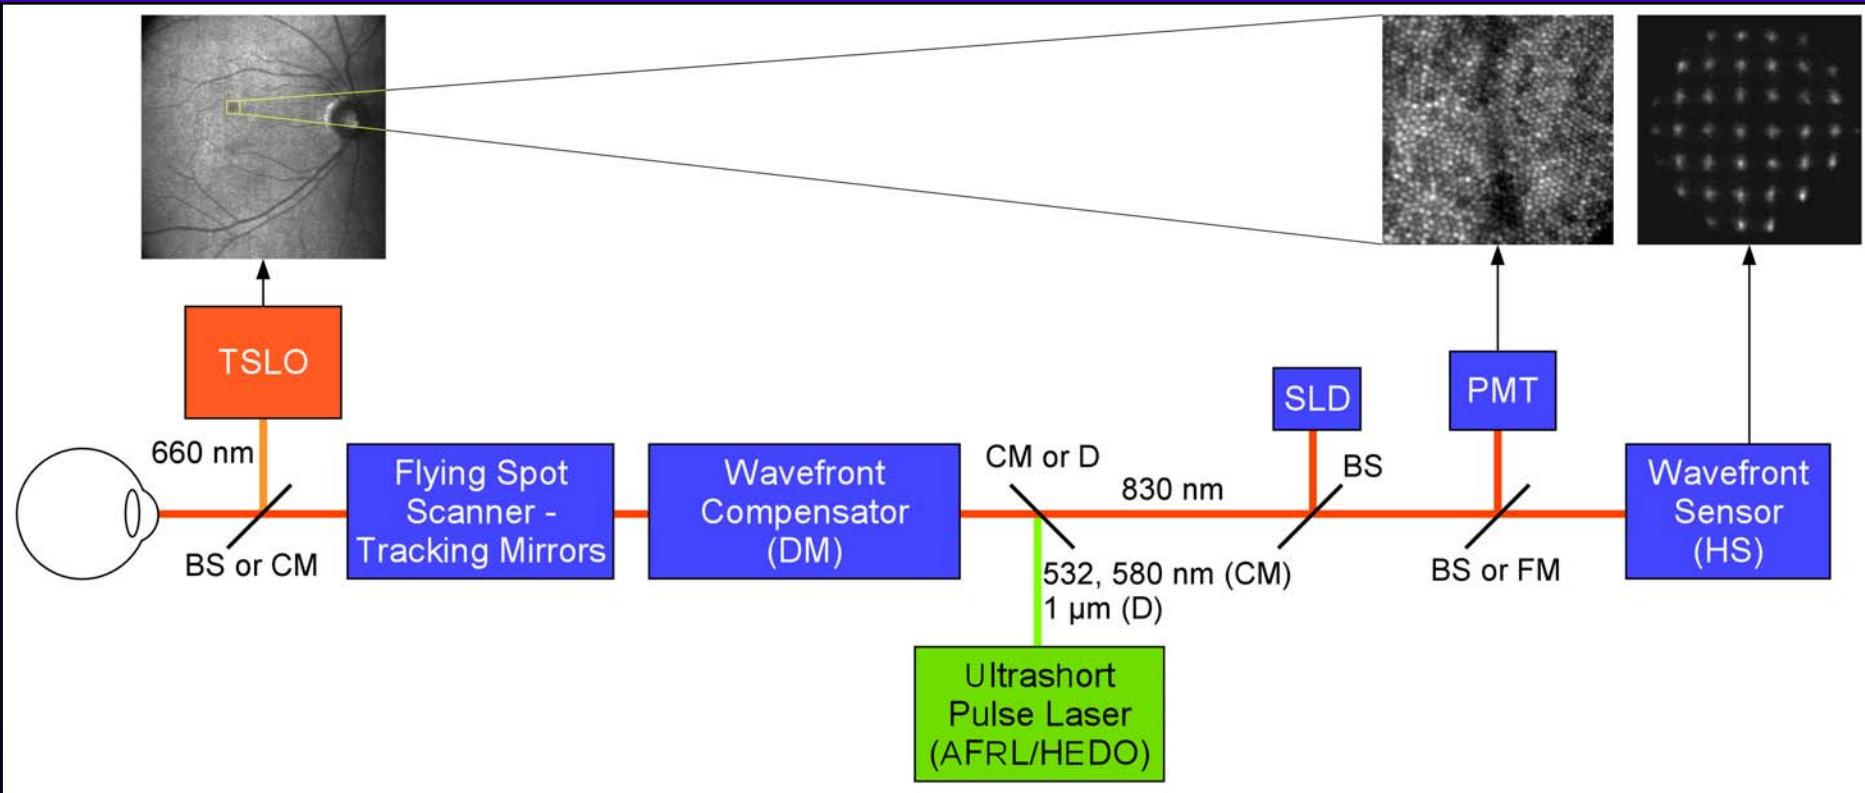 TSLO
660 nm
BS or CM
Flying Spot
Scanner -
Tracking Mirrors
Wavefront
Compensator
(DM)
CM or D
532, 580 nm (CM)
1 µm (D)
Ultrashort
Pulse Laser
(AFRL/HEDO)
830 nm
SLD
BS
PMT
BS or FM
Wavefront
Sensor
(HS)